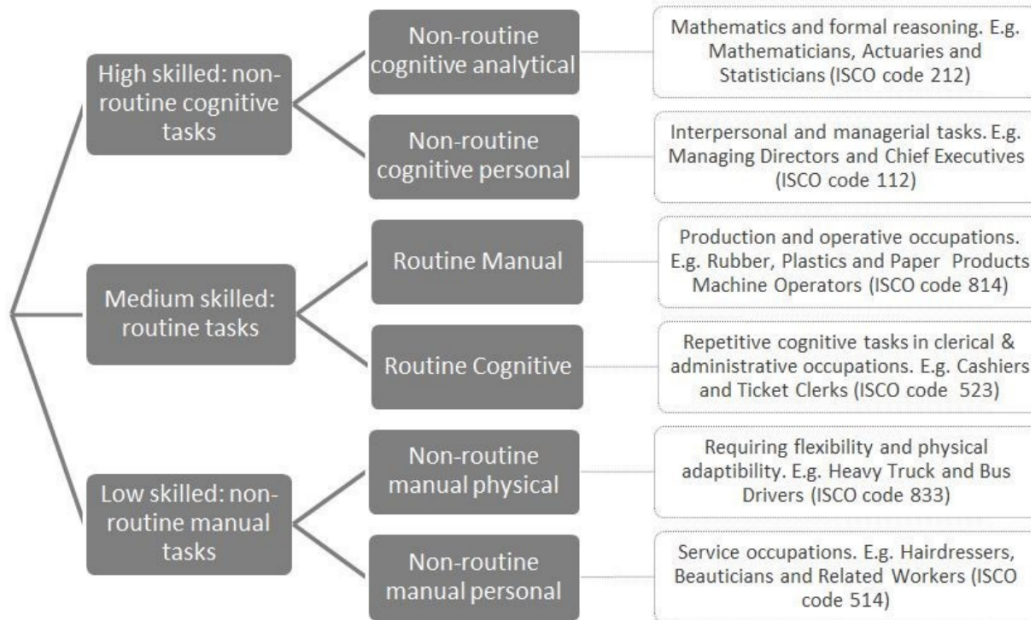 High skilled: non-
routine cognitive
tasks
Non-routine
cognitive analytical
Mathematics and formal reasoning. E.g.
Mathematicians, Actuaries and
Statisticians (ISCO code 212)
Non-routine
cognitive personal
Interpersonal and managerial tasks. E.g.
Managing Directors and Chief Executives
(ISCO code 112)
Medium skilled:
routine tasks
Routine Manual
Production and operative occupations.
E.g. Rubber, Plastics and Paper Products
Machine Operators (ISCO code 814)
Routine Cognitive
Repetitive cognitive tasks in clerical &
administrative occupations. E.g. Cashiers
and Ticket Clerks (ISCO code 523)
Low skilled: non-
routine manual
tasks
Non-routine
manual physical
Requiring flexibility and physical
adaptibility. E.g. Heavy Truck and Bus
Drivers (ISCO code 833)
Non-routine
manual personal
Service occupations. E.g. Hairdressers,
Beauticians and Related Workers (ISCO
code 514)